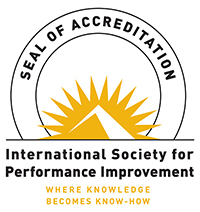 SEAL OF ACCREDITATION
International Society for
Performance Improvement
WHERE KNOWLEDGE
BECOMES KNOW-HOW